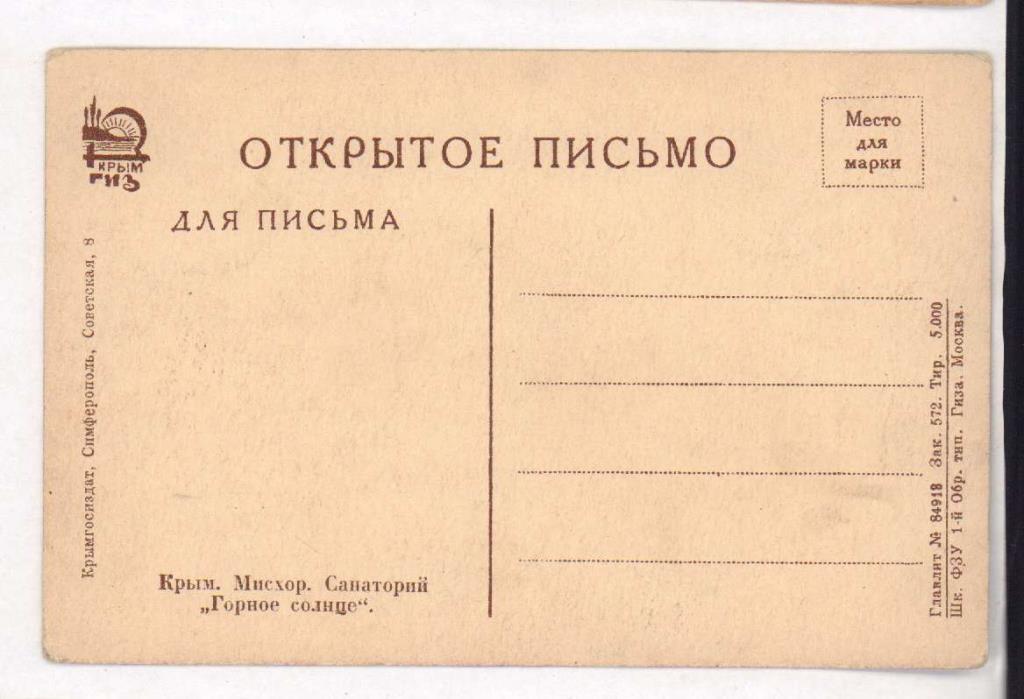 КРЫМ
ГИЗ
ОТКРЫТОЕ ПИСЬМО
Место
для
марки
ДЛЯ ПИСЬМА
Крымгосиздат, Симферополь, Советская, 8
Крым. Мисхор. Санаторий
„Горное солнце“.
Главлит № 84918 Зак. 572. Тир. 5.000
Шк. ФЗУ 1-й Обр. тип. Гиза. Москва.